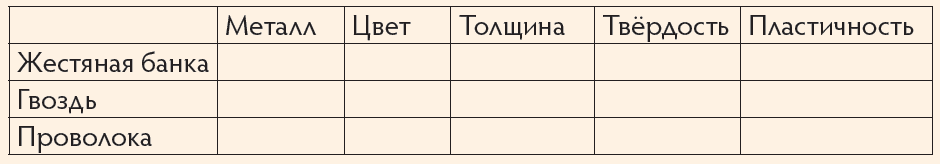 Металл Цвет Толщина Твёрдость Пластичность
Жестяная банка
Гвоздь
Проволока